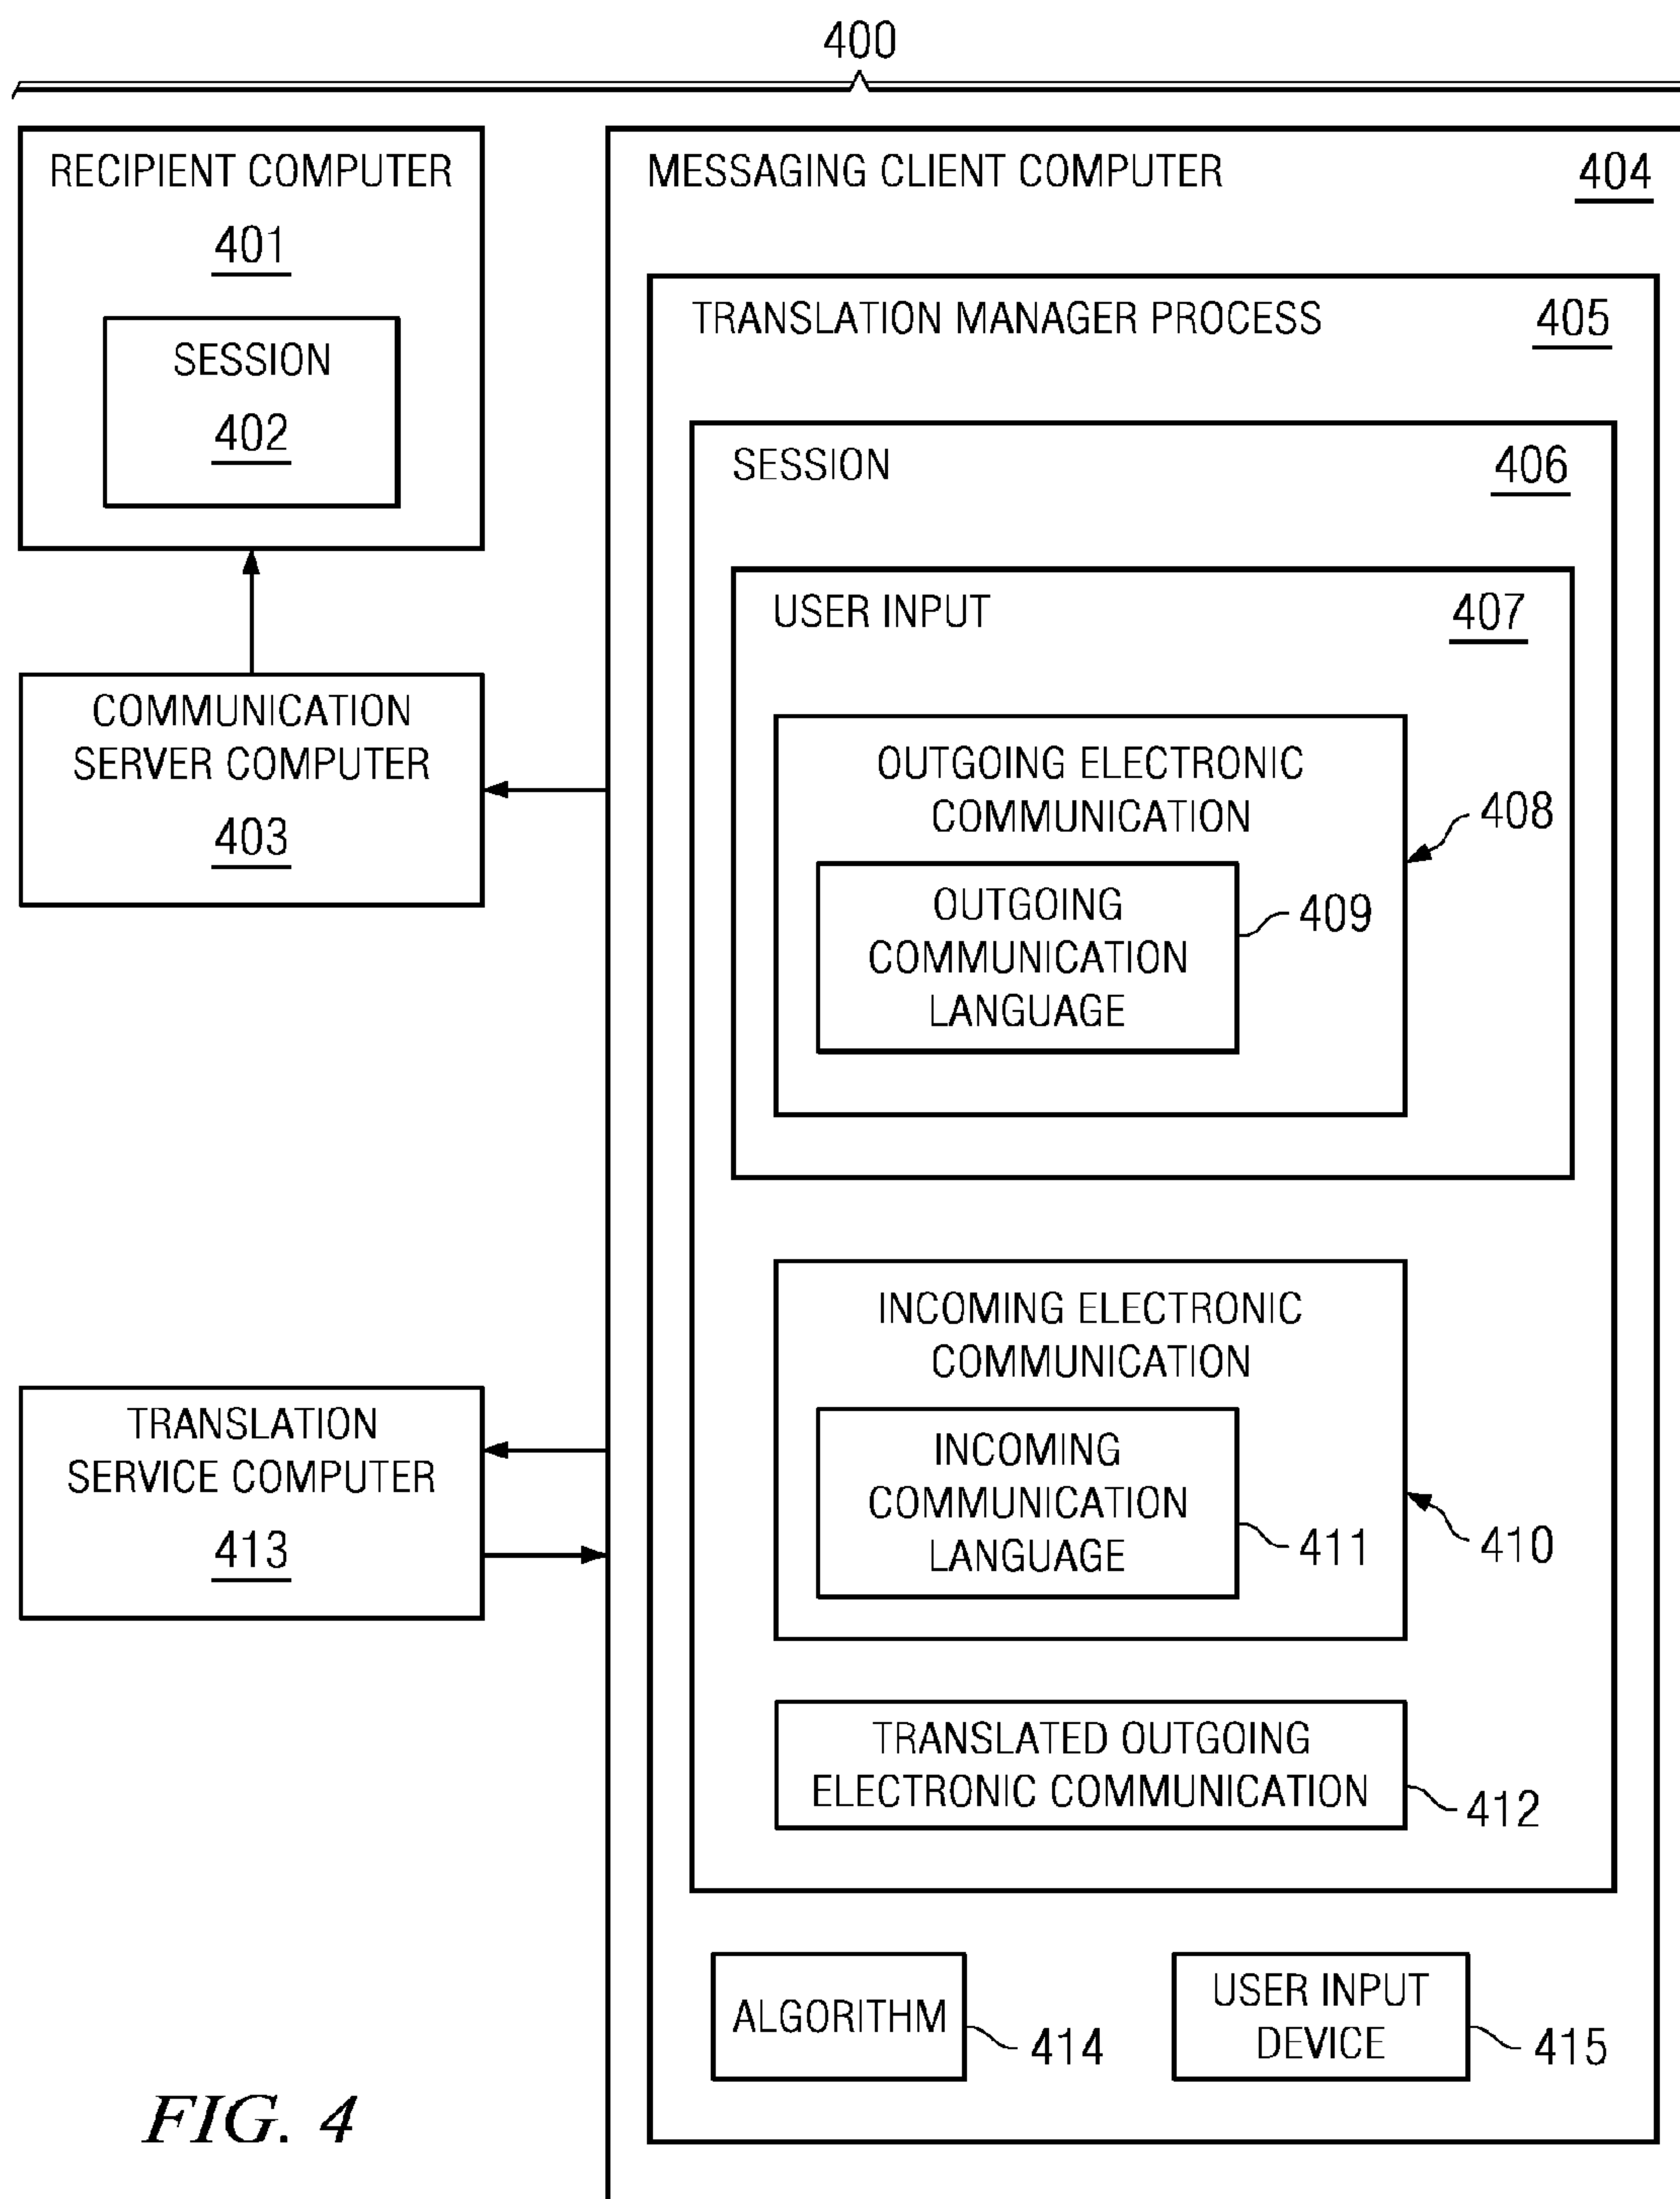 400
RECIPIENT COMPUTER
401
SESSION
402
COMMUNICATION
SERVER COMPUTER
403
TRANSLATION
SERVICE COMPUTER
413
MESSAGING CLIENT COMPUTER
404
TRANSLATION MANAGER PROCESS
405
SESSION
406
USER INPUT
407
OUTGOING ELECTRONIC
COMMUNICATION
408
OUTGOING
COMMUNICATION
LANGUAGE
409
INCOMING ELECTRONIC
COMMUNICATION
410
INCOMING
COMMUNICATION
LANGUAGE
411
TRANSLATED OUTGOING
ELECTRONIC COMMUNICATION
412
ALGORITHM
414
USER INPUT
DEVICE
415
FIG. 4